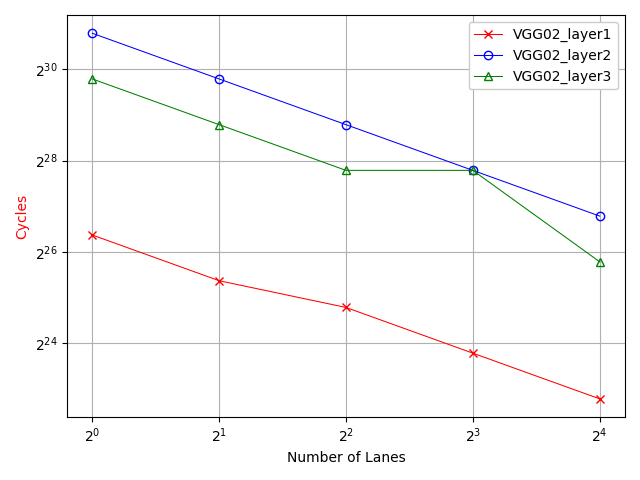 VGG02_layer1
VGG02_layer2
VGG02_layer3
Cycles
2^30
2^28
2^26
2^24
2^0 2^1 2^2 2^3 2^4
Number of Lanes